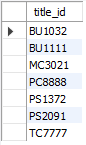 title_id
BU1032
BU1111
MC3021
PC8888
PS1372
PS2091
TC7777